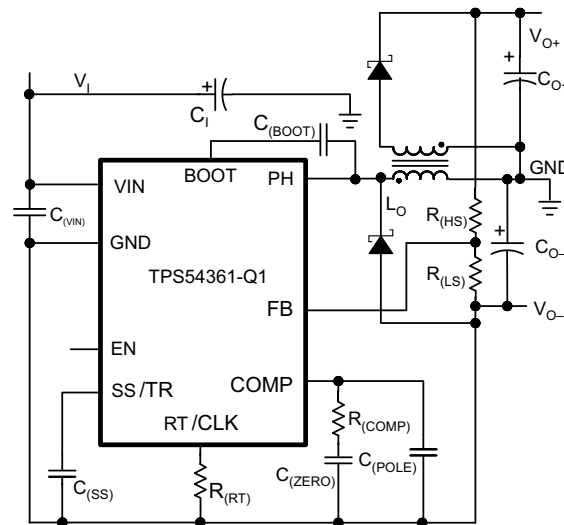 VO+
VI
+
+
CI
CO+
C(BOOT)
BOOT
PH
GND
VIN
C(VIN)
LO
R(HS)
+
GND
CO–
TPS54361-Q1
R(LS)
FB
VO–
EN
COMP
SS/TR
RT/CLK
R(COMP)
C(ZERO)
C(POLE)
C(SS)
R(RT)